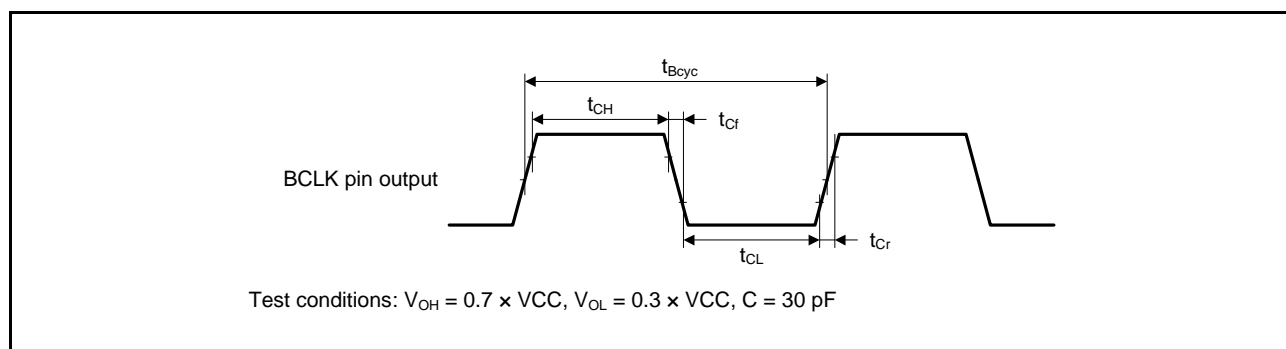 tBcyc
tCH
tCf
BCLK pin output
tCL
tCr
Test conditions: VOH = 0.7 × VCC, VOL = 0.3 × VCC, C = 30 pF